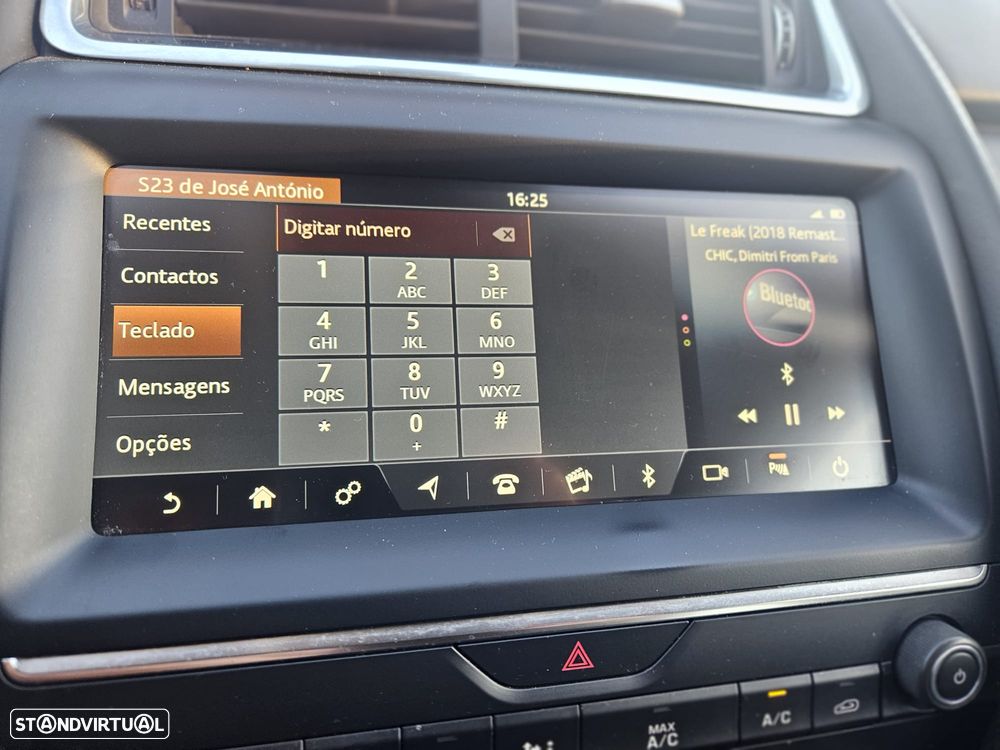 S23 de José António
16:25
Recentes
Contactos
Teclado
Mensagens
Opções
Digitar número
1
2
ABC
3
DEF
4
GHI
5
JKL
6
MNO
7
PQRS
8
TUV
9
WXYZ
*
0
+
#
Le Freak (2018 Remast...
CHIC, Dimitri From Paris
Bluetoo
P
MAX
A/C
A/C
STANDVIRTUAL